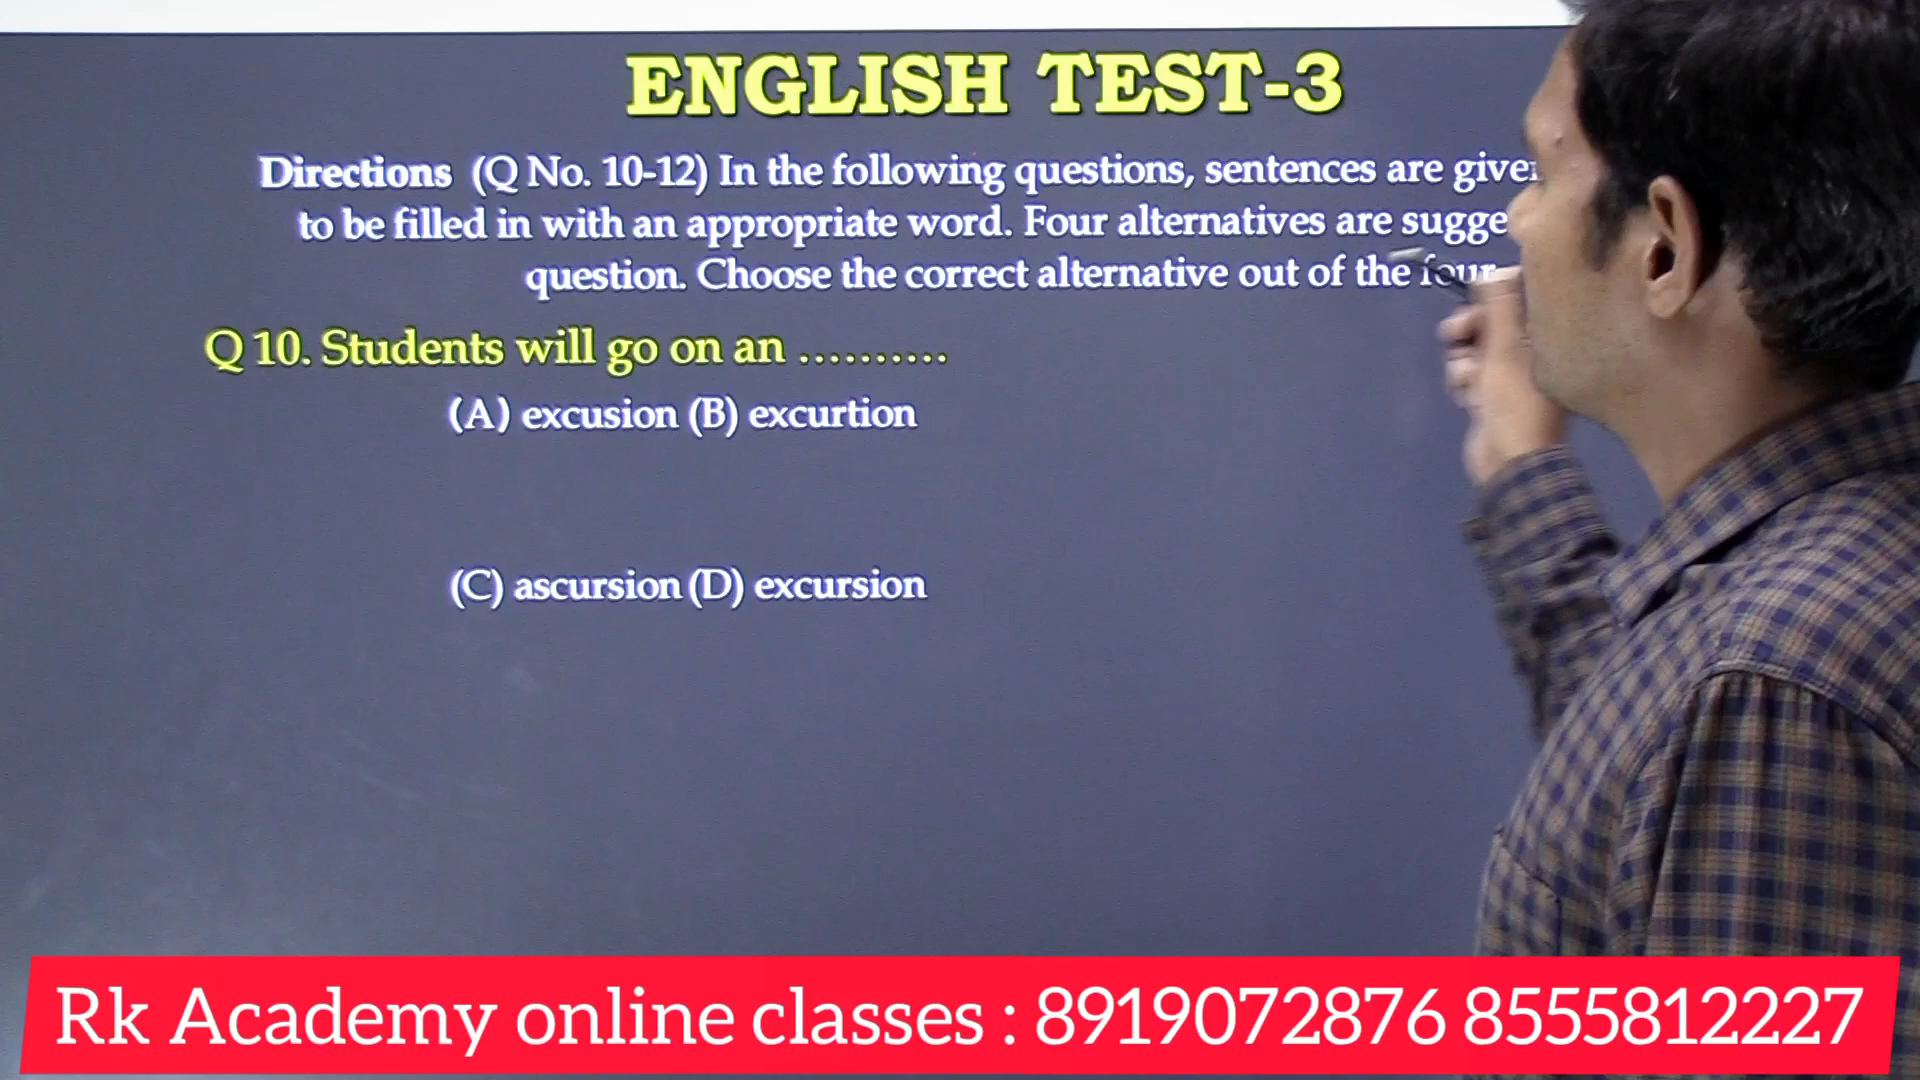 ENGLISH TEST-3
Directions (Q No. 10-12) In the following questions, sentences are
to be filled in with an appropriate word. Four alternatives are
question. Choose the correct alternative out of the four
Q 10. Students will go on an ..........
(A) excusion (B) excurtion
(C) ascursion (D) excursion
Rk Academy online classes : 8919072876 8555812227